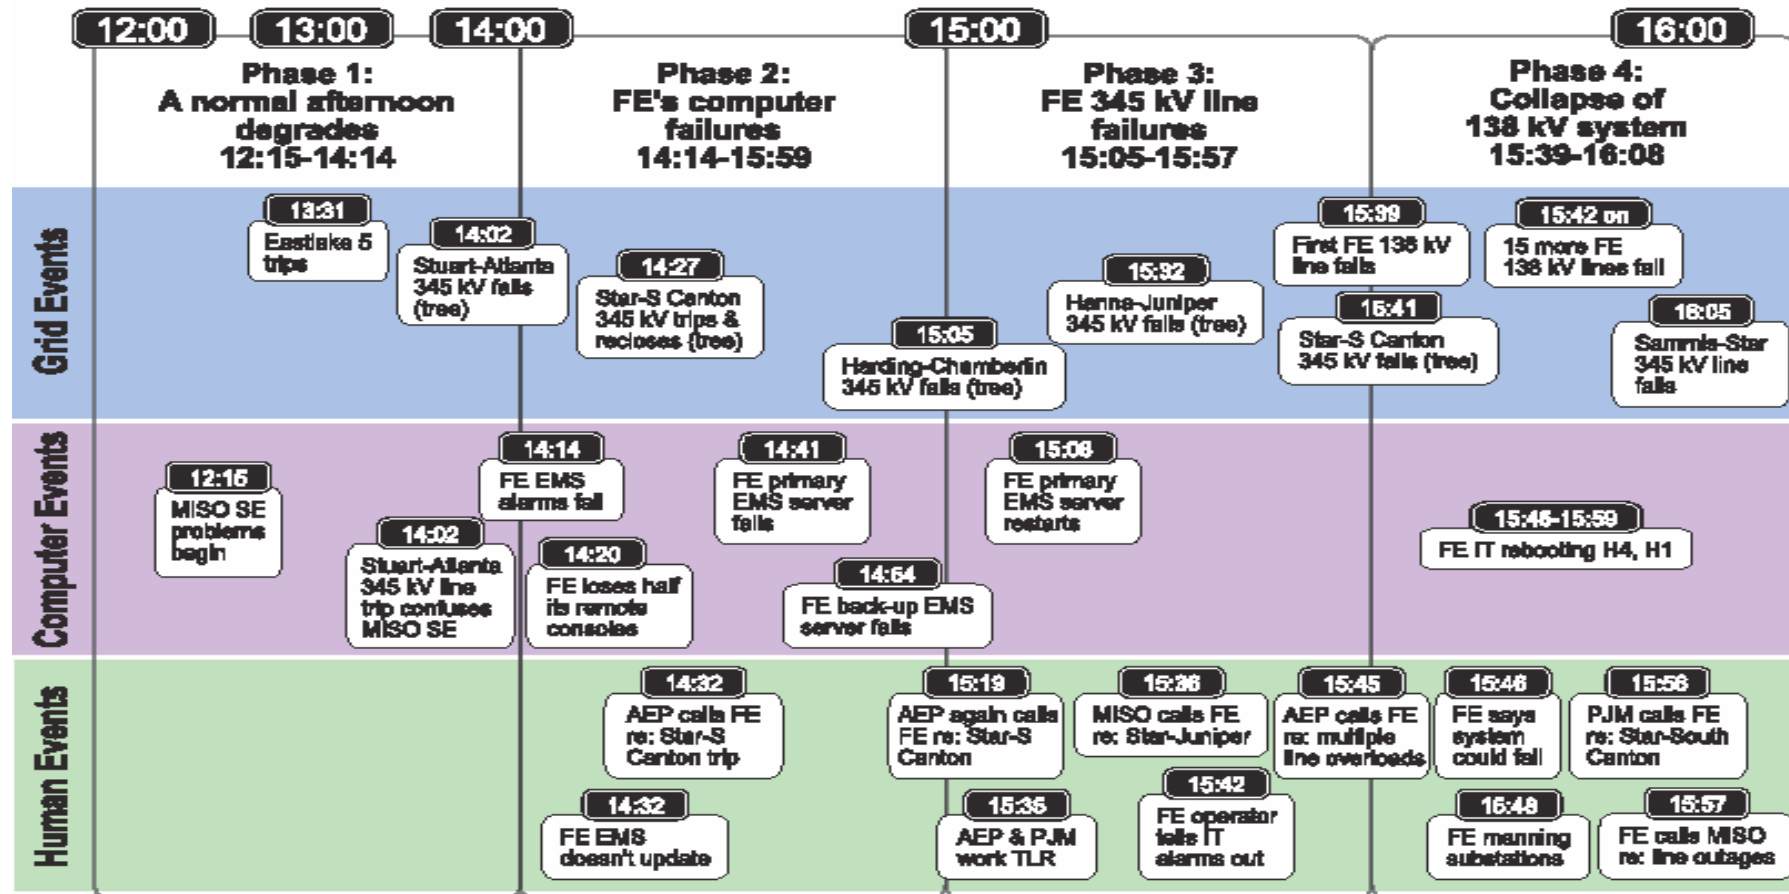 12:00
13:00
14:00
15:00
16:00
Phase 1:
A normal afternoon
degrades
12:15-14:14
Phase 2:
FE's computer
failures
14:14-15:59
Phase 3:
FE 345 kV line
failures
15:05-15:57
Phase 4:
Collapse of
138 kV system
15:39-16:08
Grid Events
13:31
Eastlake 5
trips
14:02
Stuart-Atlanta
345 kV fails
(tree)
14:27
Star-S Canton
345 kV trips &
recloses (tree)
15:05
Harding-Chamberlin
345 kV fails (tree)
15:32
Hanna-Juniper
345 kV fails (tree)
15:39
First FE 138 kV
line fails
15:41
Star-S Canton
345 kV fails (tree)
15:42 on
15 more FE
138 kV lines fail
16:05
Sammis-Star
345 kV line
fails
Computer Events
12:15
MISO SE
problems
begin
14:02
Stuart-Atlanta
345 kV line
trip confuses
MISO SE
14:14
FE EMS
alarms fail
14:20
FE loses half
its remote
consoles
14:41
FE primary
EMS server
fails
14:54
FE back-up EMS
server fails
15:08
FE primary
EMS server
restarts
15:46-15:59
FE IT rebooting H4, H1
Human Events
14:32
AEP calls FE
re: Star-S
Canton trip
14:32
FE EMS
doesn't update
15:19
AEP again calls
FE re: Star-S
Canton
15:35
AEP & PJM
work TLR
15:36
MISO calls FE
re: Star-Juniper
15:42
FE operator
tells IT
alarms out
15:45
AEP calls FE
re: multiple
line overloads
15:46
FE says
system
could fail
15:48
FE manning
substations
15:56
PJM calls FE
re: Star-South
Canton
15:57
FE calls MISO
re: line outages